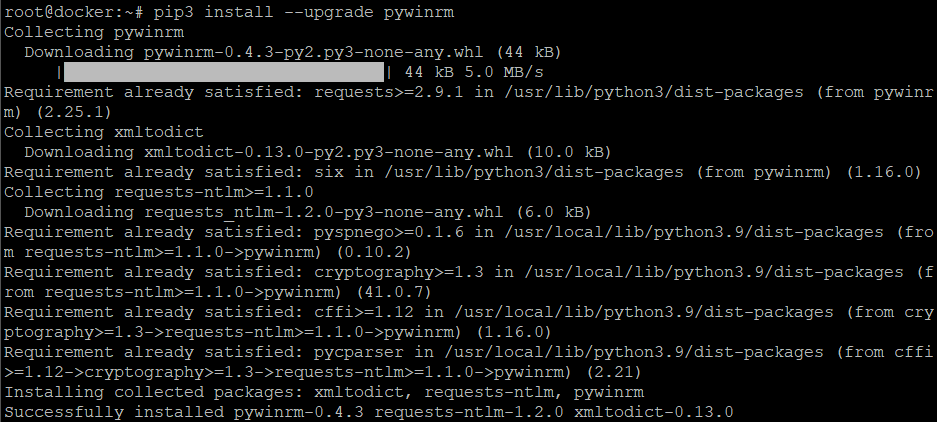 root@docker:~# pip3 install --upgrade pywinrm
Collecting pywinrm
  Downloading pywinrm-0.4.3-py2.py3-none-any.whl (44 kB)
     |                                | 44 kB 5.0 MB/s
Requirement already satisfied: requests>=2.9.1 in /usr/lib/python3/dist-packages (from pywinr
m) (2.25.1)
Collecting xmltodict
  Downloading xmltodict-0.13.0-py2.py3-none-any.whl (10.0 kB)
Requirement already satisfied: six in /usr/lib/python3/dist-packages (from pywinrm) (1.16.0)
Collecting requests-ntlm>=1.1.0
  Downloading requests_ntlm-1.2.0-py3-none-any.whl (6.0 kB)
Requirement already satisfied: pyspnego>=0.1.6 in /usr/local/lib/python3.9/dist-packages (fro
m requests-ntlm>=1.1.0->pywinrm) (0.10.2)
Requirement already satisfied: cryptography>=1.3 in /usr/local/lib/python3.9/dist-packages (f
rom requests-ntlm>=1.1.0->pywinrm) (41.0.7)
Requirement already satisfied: cffi>=1.12 in /usr/local/lib/python3.9/dist-packages (from cry
ptography>=1.3->requests-ntlm>=1.1.0->pywinrm) (1.16.0)
Requirement already satisfied: pycparser in /usr/local/lib/python3.9/dist-packages (from cffi
>=1.12->cryptography>=1.3->requests-ntlm>=1.1.0->pywinrm) (2.21)
Installing collected packages: xmltodict, requests-ntlm, pywinrm
Successfully installed pywinrm-0.4.3 requests-ntlm-1.2.0 xmltodict-0.13.0